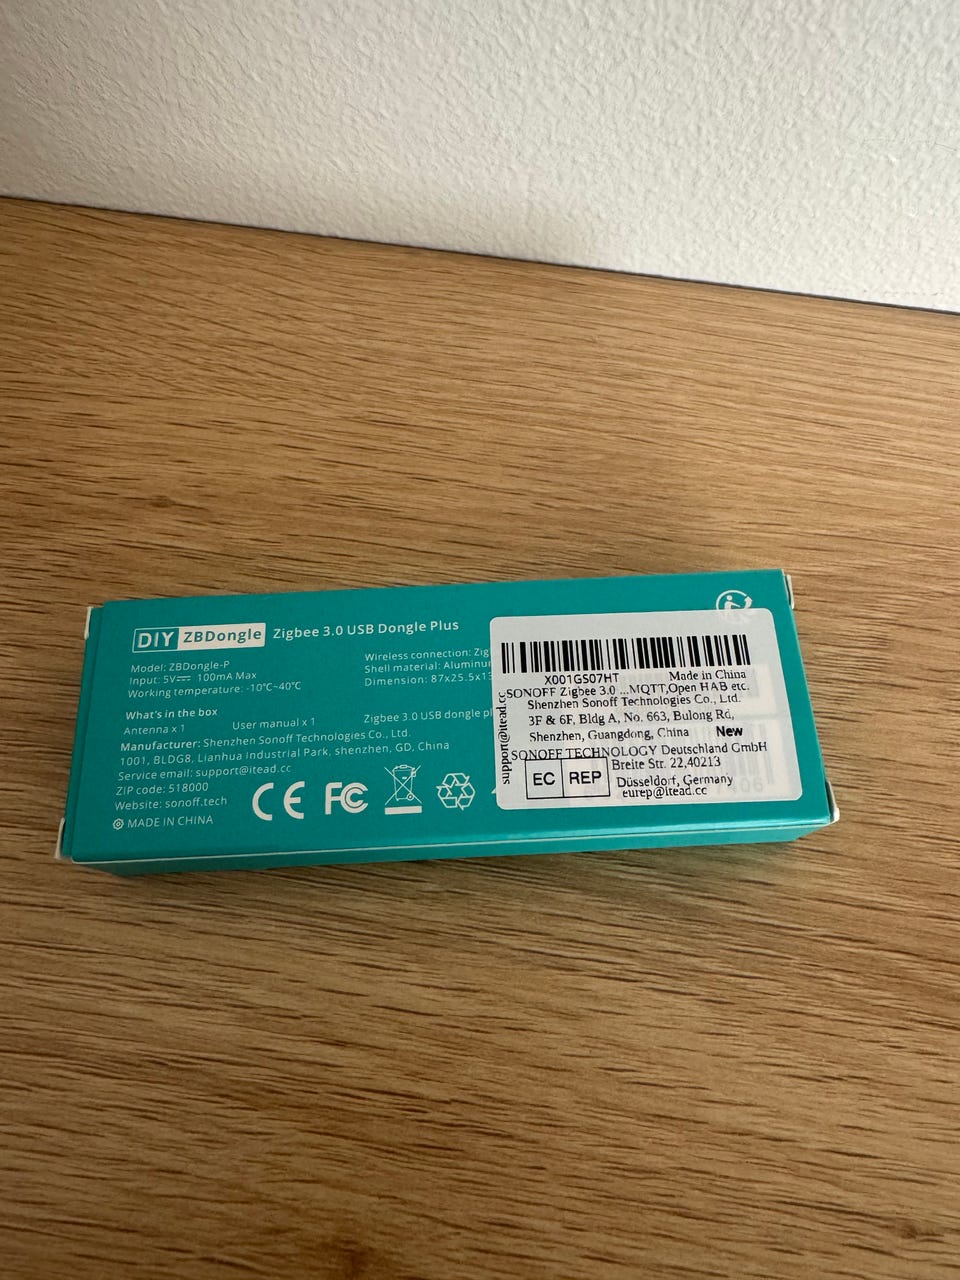 DIY ZBDongle Zigbee 3.0 USB Dongle Plus
Model: ZBDongle-P
Input: 5V⎓ 100mA Max
Working temperature: -10℃~40℃
Wireless connection:
Shell material:
Dimension:
What's in the box
Antenna x 1 User manual x 1 Zigbee 3.0 USB dongle
Manufacturer: Shenzhen Sonoff Technologies Co., Ltd.
1001, BLDG8, Lianhua industrial Park, shenzhen, GD, China
Service email: support@itead.cc
ZIP code: 518000
Website: sonoff.tech
MADE IN CHINA
CE FC
X001GS07HT Made in China
SONOFF Zigbee 3.0 ...MQTT,Open HAB etc.
Shenzhen Sonoff Technologies Co., Ltd.
3F & 6F, Bldg A, No. 663, Bulong Rd,
Shenzhen, Guangdong, China New
support@itead.cc
SONOFF TECHNOLOGY Deutschland GmbH
Breite Str. 22,40213
EC REP Düsseldorf, Germany
eurep@itead.cc